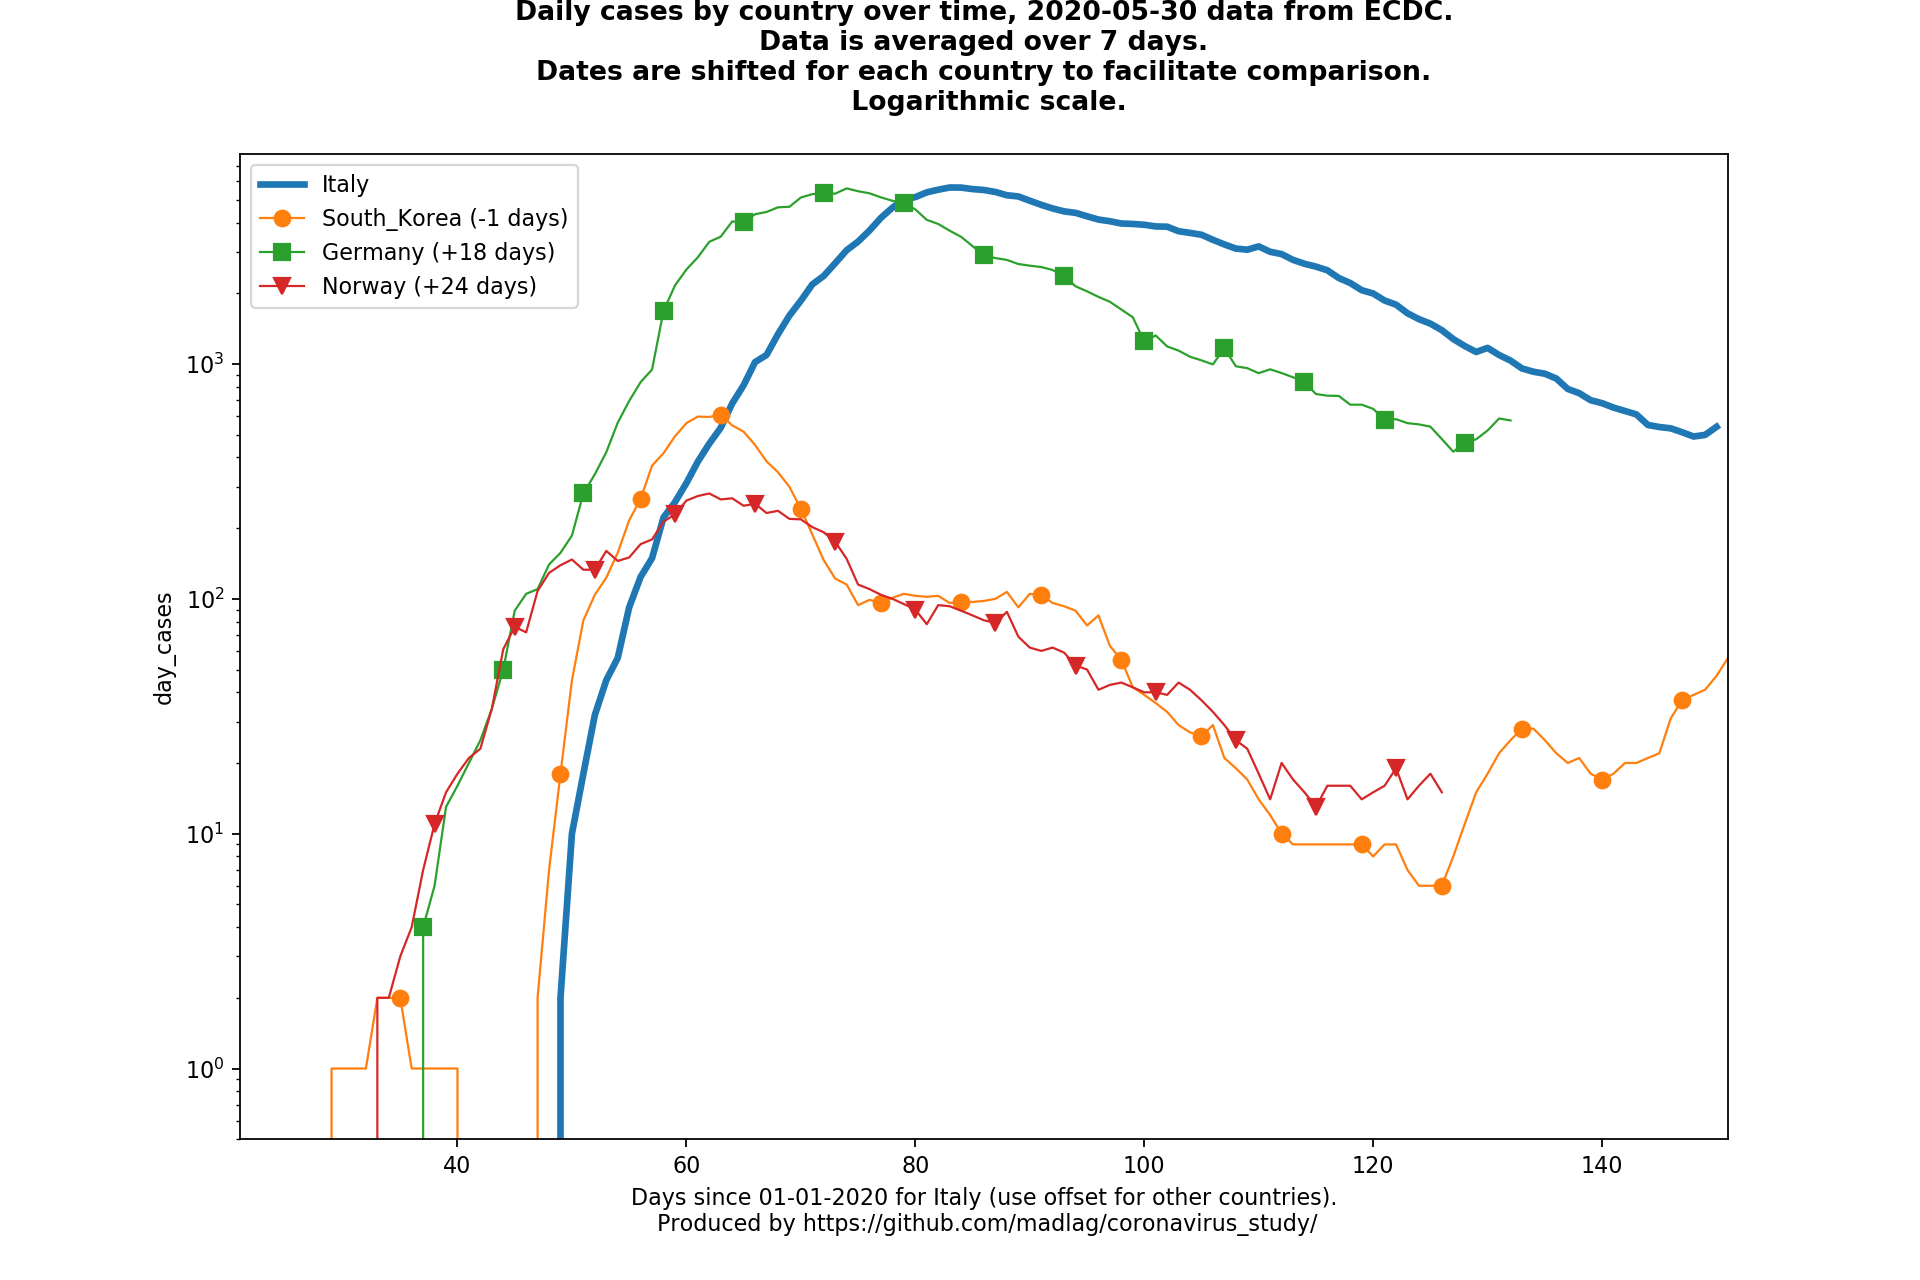 Daily cases by country over time, 2020-05-30 data from ECDC.
Data is averaged over 7 days.
Dates are shifted for each country to facilitate comparison.
Logarithmic scale.
Italy
South_Korea (-1 days)
Germany (+18 days)
Norway (+24 days)
day_cases
10³
10²
10¹
10⁰
40 60 80 100 120 140
Days since 01-01-2020 for Italy (use offset for other countries).
Produced by https://github.com/madlag/coronavirus_study/